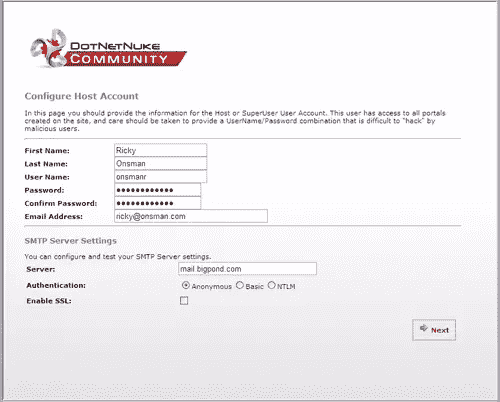 DOTNETNUKE
COMMUNITY
Configure Host Account
In this page you should provide the information for the Host or SuperUser User Account. This user has access to all portals
created on the site, and care should be taken to provide a UserName/Password combination that is difficult to "hack" by
malicious users.
First Name: Ricky
Last Name: Onsman
User Name: onsmanr
Password: ●●●●●●●●●●●●
Confirm Password: ●●●●●●●●●●●●
Email Address: ricky@onsman.com
SMTP Server Settings
You can configure and test your SMTP Server settings.
Server: mail.bigpond.com
Authentication: Anonymous Basic NTLM
Enable SSL:
Next